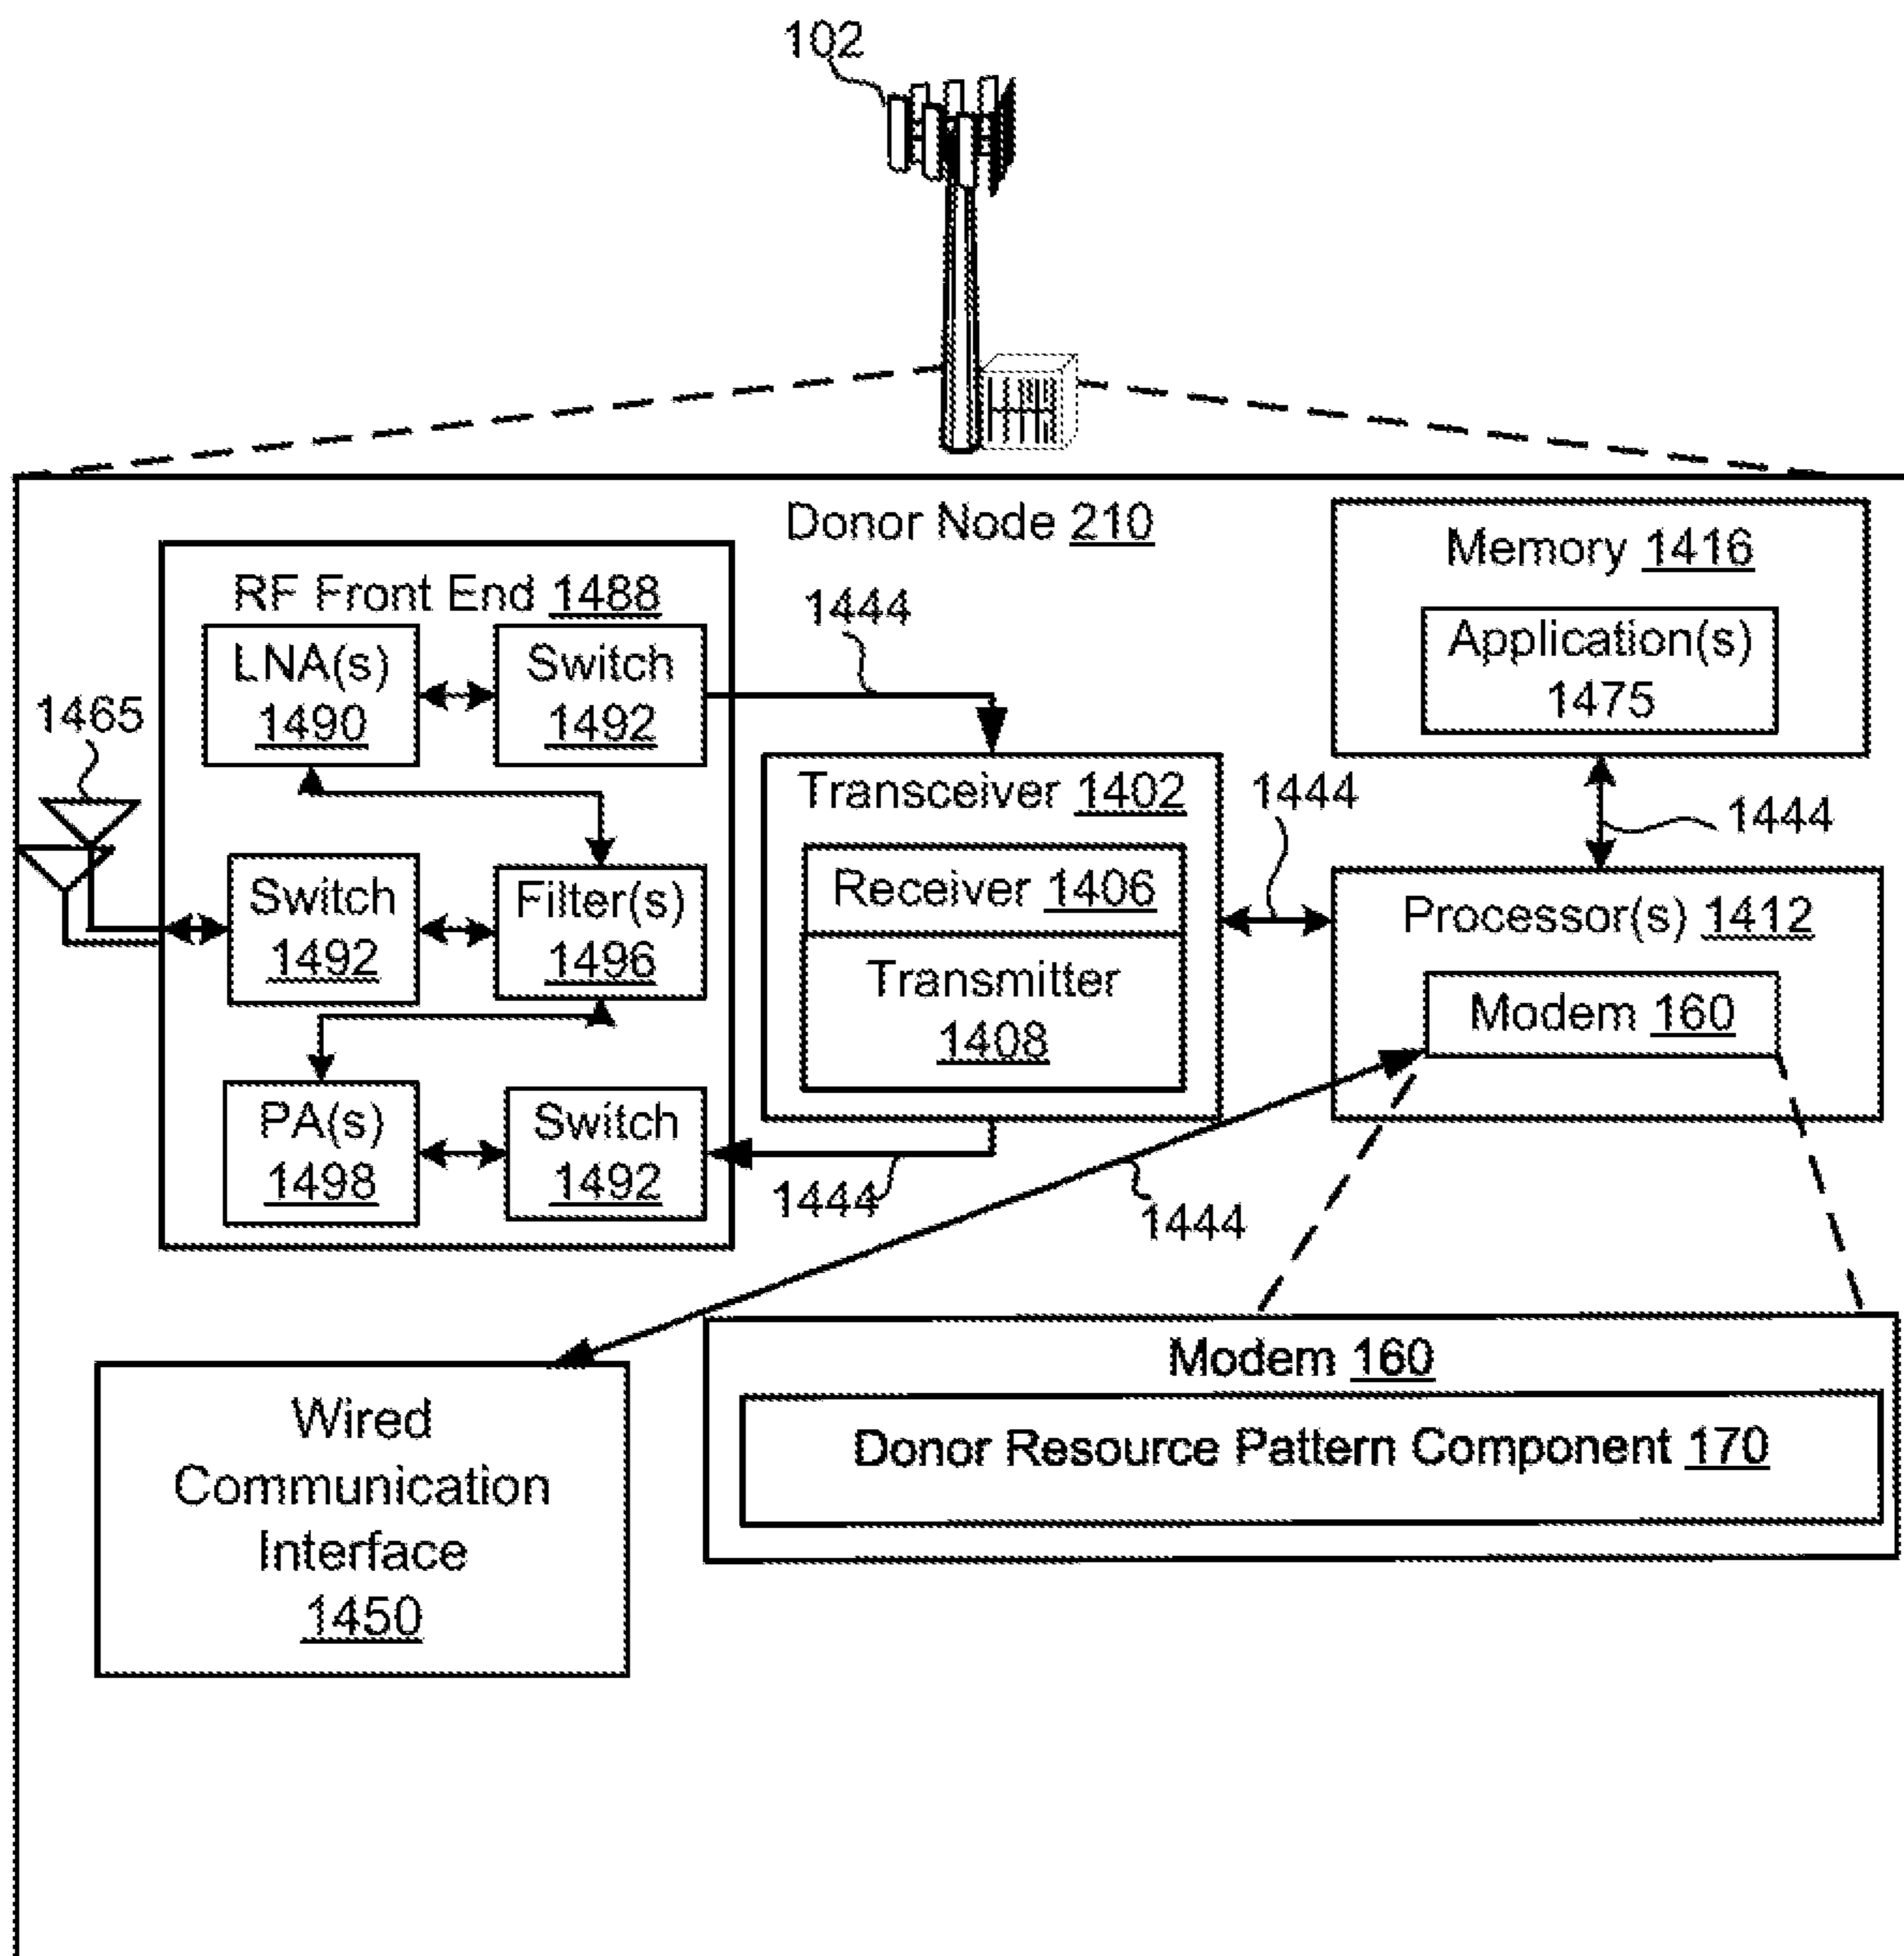 102
Donor Node 210
Memory 1416
Application(s)
1475
RF Front End 1488
1444
LNA(s)
1490
Switch
1492
1465
Transceiver 1402
1444
1444
Receiver 1406
Transmitter
1408
Switch
1492
Filter(s)
1496
Processor(s) 1412
Modem 160
PA(s)
1498
Switch
1492
1444
1444
Modem 160
Donor Resource Pattern Component 170
Wired
Communication
Interface
1450